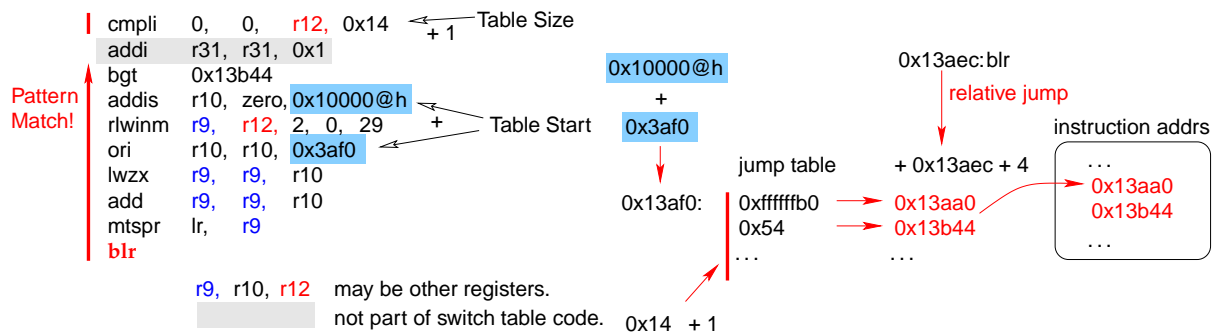 cmpli 0, 0, r12, 0x14
Table Size
+ 1
addi r31, r31, 0x1
bgt 0x13b44
addis r10, zero, 0x10000@h
rlwinm r9, r12, 2, 0, 29
+
Table Start
ori r10, r10, 0x3af0
lwzx r9, r9, r10
add r9, r9, r10
mtspr lr, r9
blr
Pattern
Match!
r9, r10, r12 may be other registers.
not part of switch table code.
0x10000@h
+
0x3af0
0x13af0:
jump table
0xffffffb0
0x54
...
0x14 + 1
0x13aec:blr
relative jump
+ 0x13aec + 4
0x13aa0
0x13b44
...
instruction addrs
...
0x13aa0
0x13b44
...